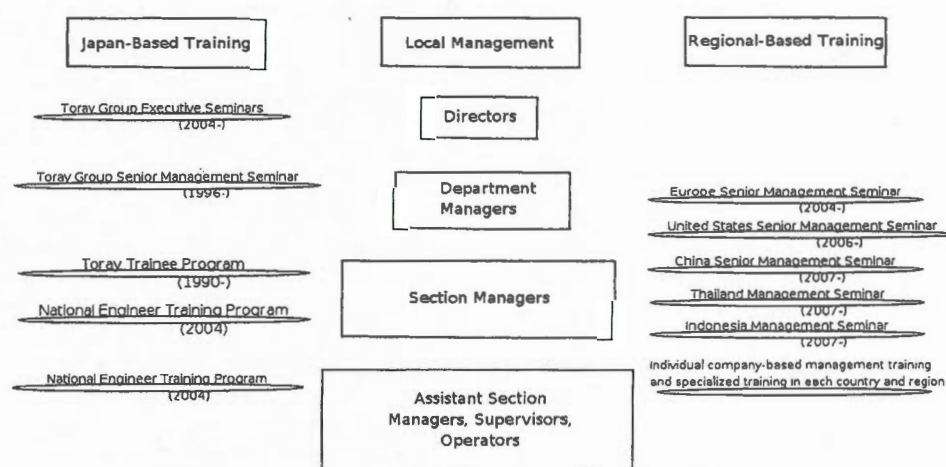 Japan-Based Training
Local Management
Regional-Based Training
Toray Group Executive Seminars
(2004-)
Directors
Toray Group Senior Management Seminar
(1996-)
Department
Managers
Europe Senior Management Seminar
(2004-)
United States Senior Management Seminar
(2006-)
Toray Trainee Program
(1990-)
National Engineer Training Program
(2004)
Section Managers
China Senior Management Seminar
(2007-)
Thailand Management Seminar
(2007-)
Indonesia Management Seminar
(2007-)
National Engineer Training Program
(2004)
Assistant Section
Managers, Supervisors,
Operators
Individual company-based management training
and specialized training in each country and region